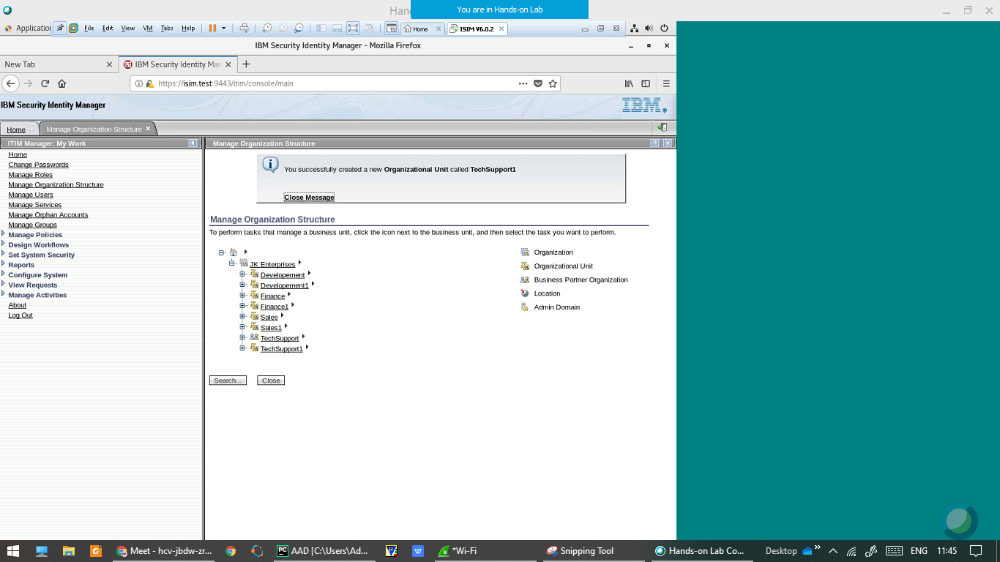 Han
You are in Hands-on Lab
Application
File Edit View VM Tabs Help
Home
ISIM V6.0.2
IBM Security Identity Manager - Mozilla Firefox
New Tab
IBM Security Identity Man
https://isim.test:9443/itim/console/main
IBM Security Identity Manager
IBM
Home
Manage Organization Structure
ITIM Manager: My Work
Home
Change Passwords
Manage Roles
Manage Organization Structure
Manage Users
Manage Services
Manage Orphan Accounts
Manage Groups
Manage Policies
Design Workflows
Set System Security
Reports
Configure System
View Requests
Manage Activities
About
Log Out
Manage Organization Structure
You successfully created a new Organizational Unit called TechSupport1
Close Message
Manage Organization Structure
To perform tasks that manage a business unit, click the icon next to the business unit, and then select the task you want to perform.
JK Enterprises
Developement
Developement1
Finance
Finance1
Sales
Sales1
TechSupport
TechSupport1
Organization
Organizational Unit
Business Partner Organization
Location
Admin Domain
Search...
Close
Meet - hcv-jbdw-zr...
AAD [C:\Users\Ad...
*Wi-Fi
Snipping Tool
Hands-on Lab Co...
Desktop
ENG
11:45